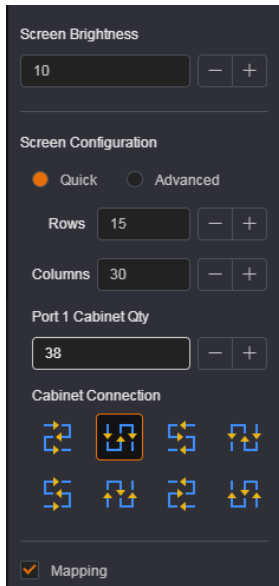 Screen Brightness
10
Screen Configuration
Quick Advanced
Rows 15
Columns 30
Port 1 Cabinet Qty
38
Cabinet Connection
Mapping